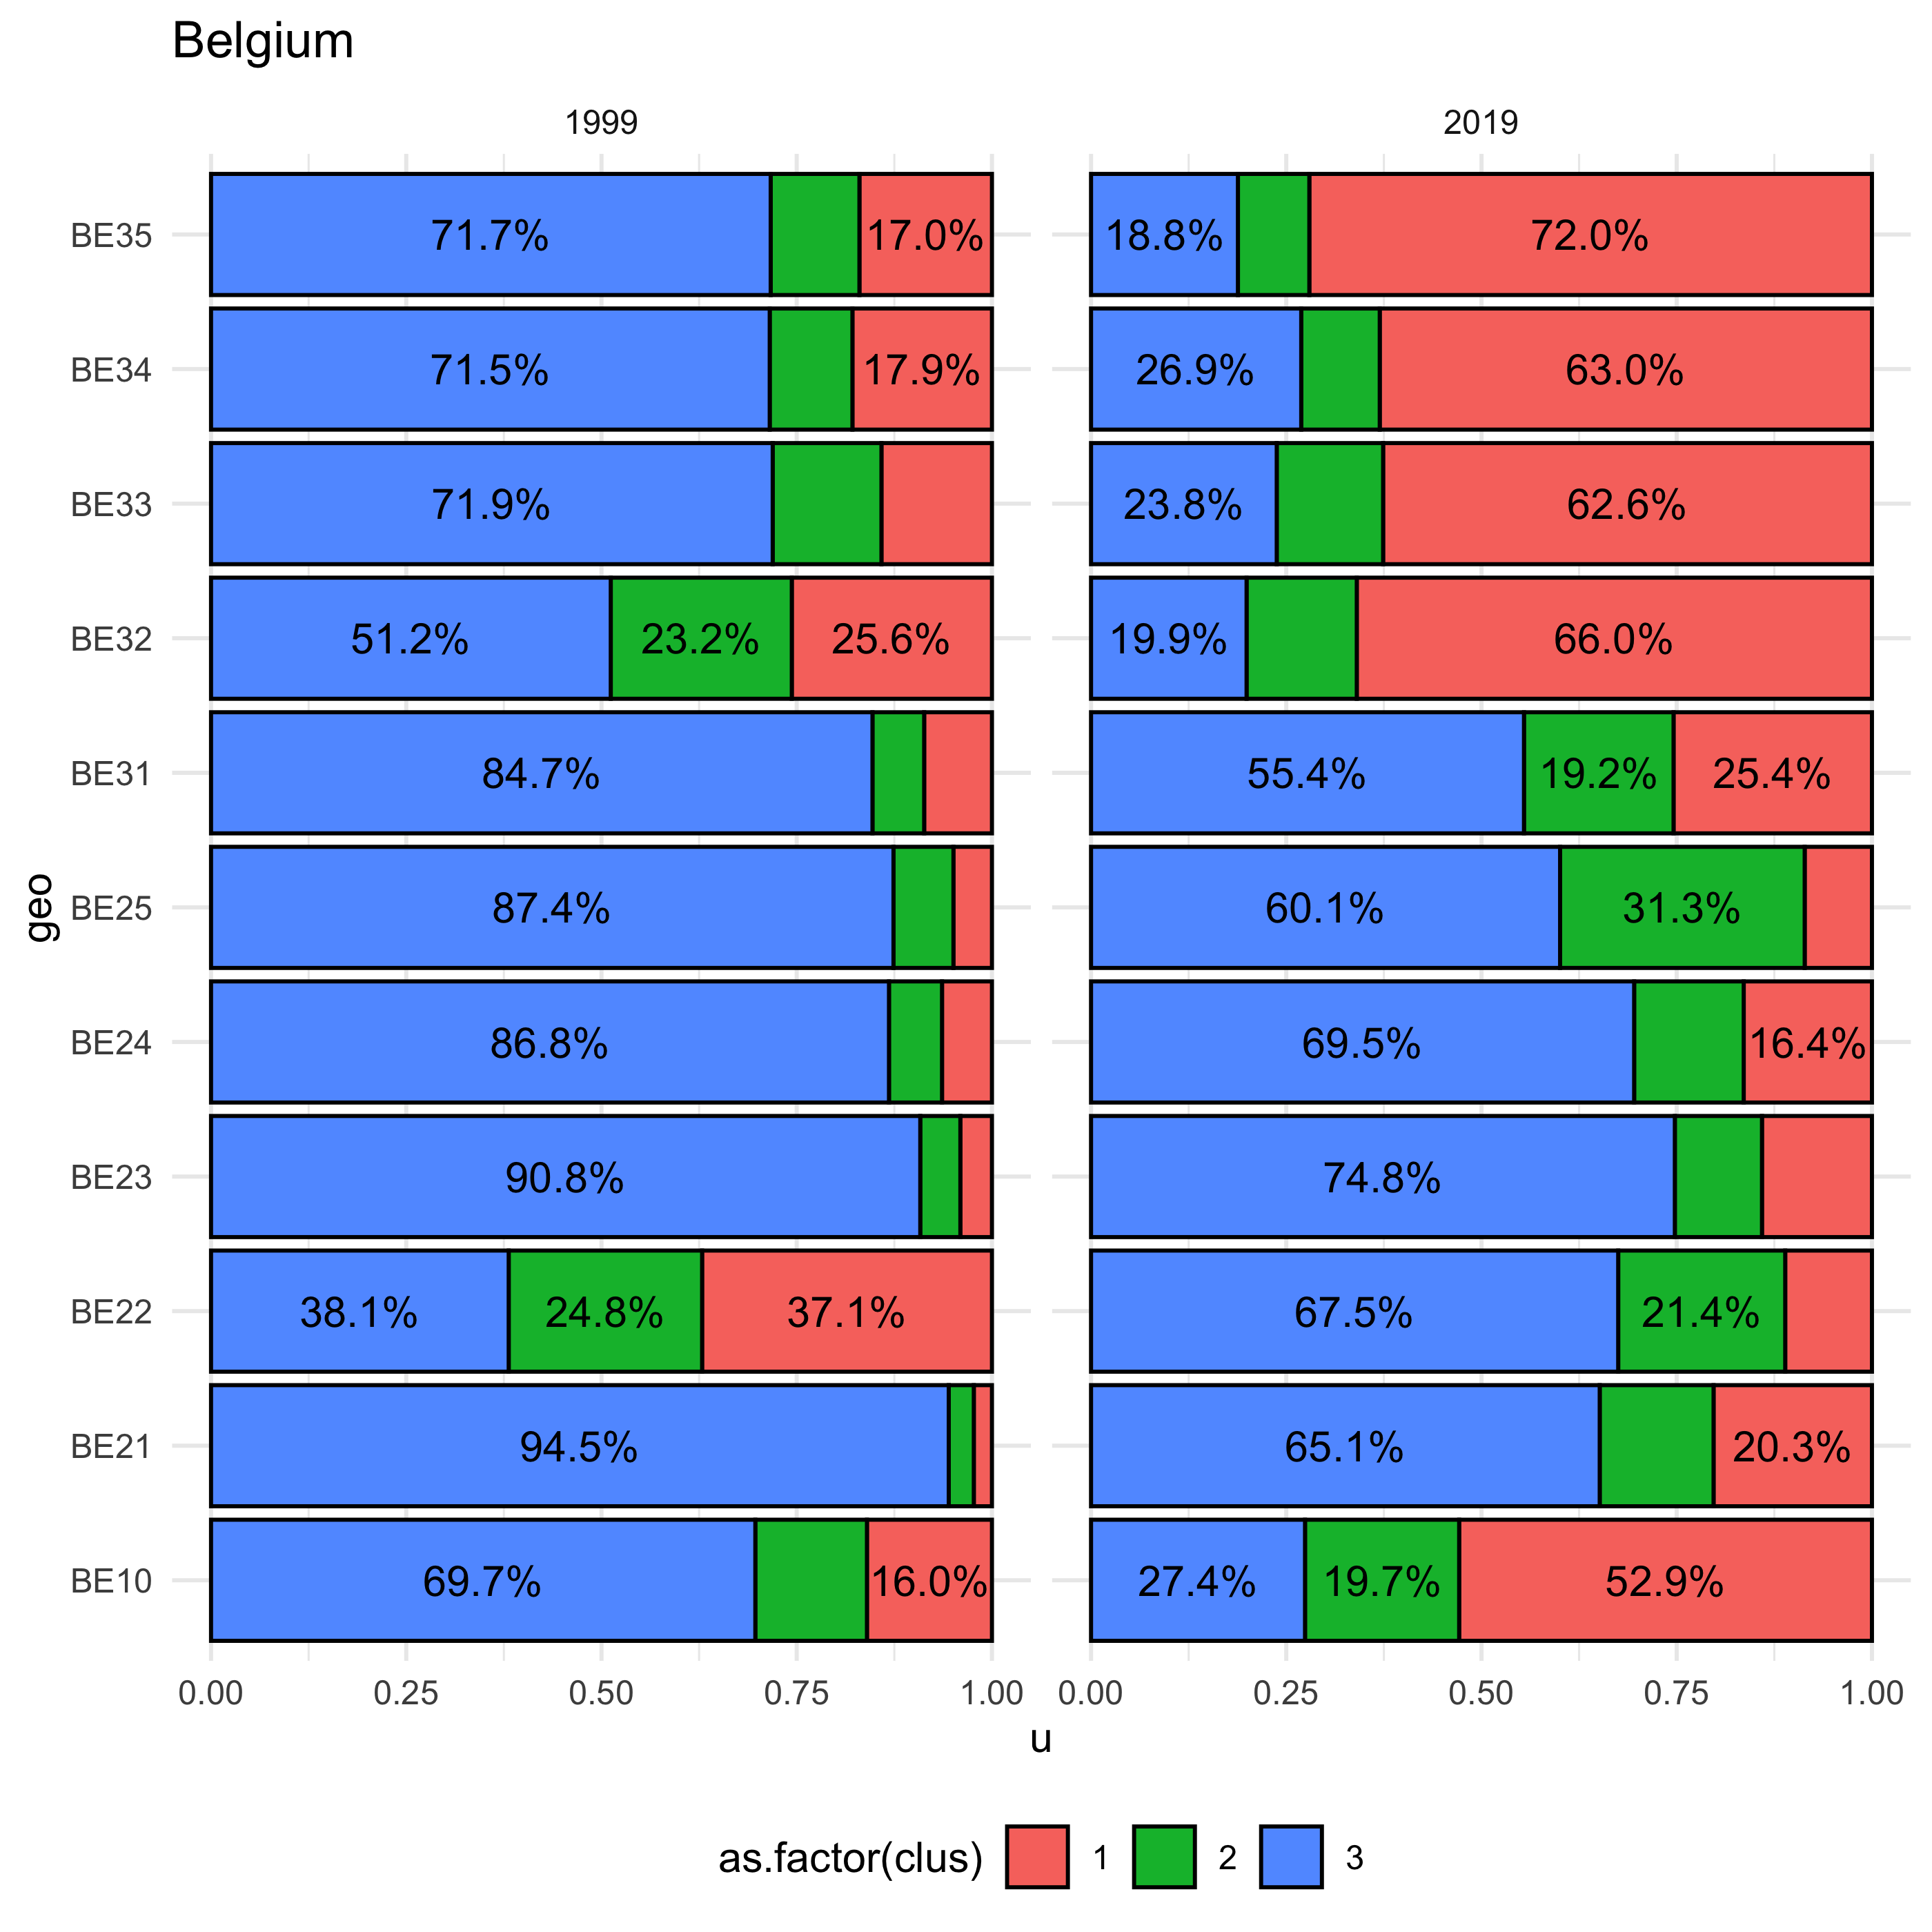 Belgium
1999 2019
BE35 71.7% 17.0% 18.8% 72.0%
BE34 71.5% 17.9% 26.9% 63.0%
BE33 71.9% 23.8% 62.6%
BE32 51.2% 23.2% 25.6% 19.9% 66.0%
BE31 84.7% 55.4% 19.2% 25.4%
BE25 87.4% 60.1% 31.3%
BE24 86.8% 69.5% 16.4%
BE23 90.8% 74.8%
BE22 38.1% 24.8% 37.1% 67.5% 21.4%
BE21 94.5% 65.1% 20.3%
BE10 69.7% 16.0% 27.4% 19.7% 52.9%
geo
0.00 0.25 0.50 0.75 1.00 0.00 0.25 0.50 0.75 1.00
u
as.factor(clus) 1 2 3